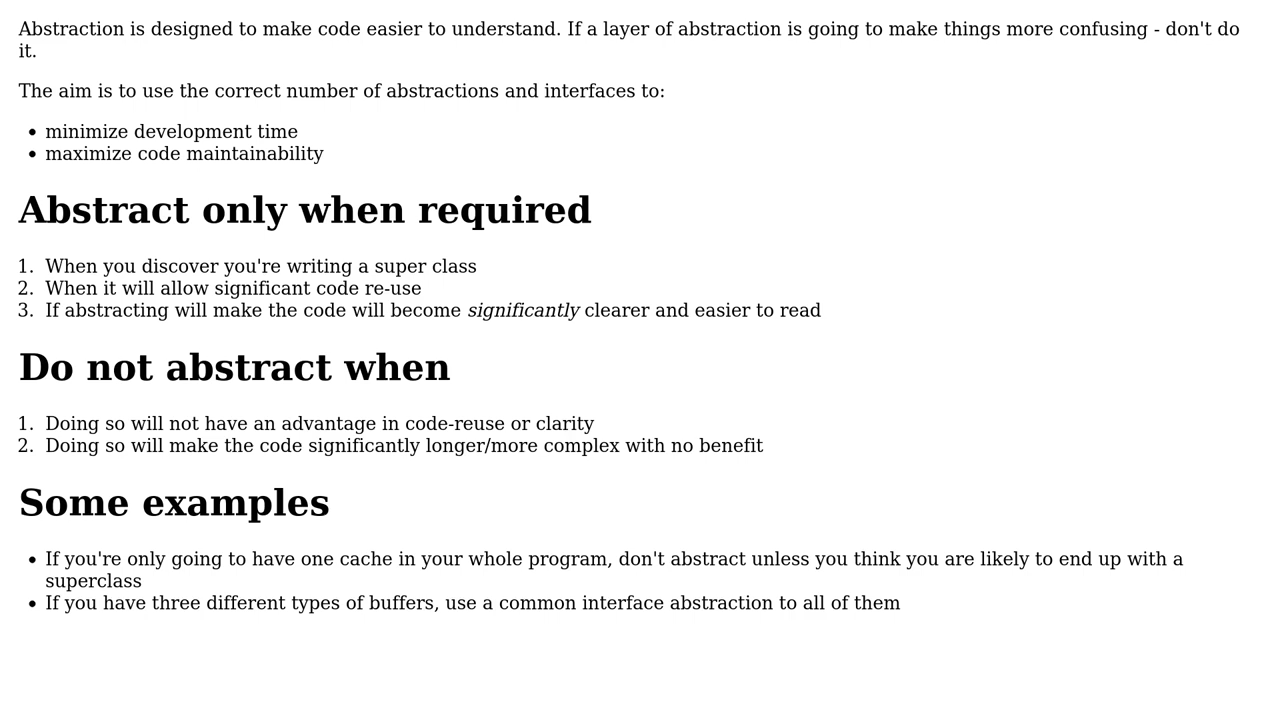 Abstraction is designed to make code easier to understand. If a layer of abstraction is going to make things more confusing - don't do
it.
The aim is to use the correct number of abstractions and interfaces to:
• minimize development time
• maximize code maintainability
Abstract only when required
1. When you discover you're writing a super class
2. When it will allow significant code re-use
3. If abstracting will make the code will become significantly clearer and easier to read
Do not abstract when
1. Doing so will not have an advantage in code-reuse or clarity
2. Doing so will make the code significantly longer/more complex with no benefit
Some examples
• If you're only going to have one cache in your whole program, don't abstract unless you think you are likely to end up with a
superclass
• If you have three different types of buffers, use a common interface abstraction to all of them